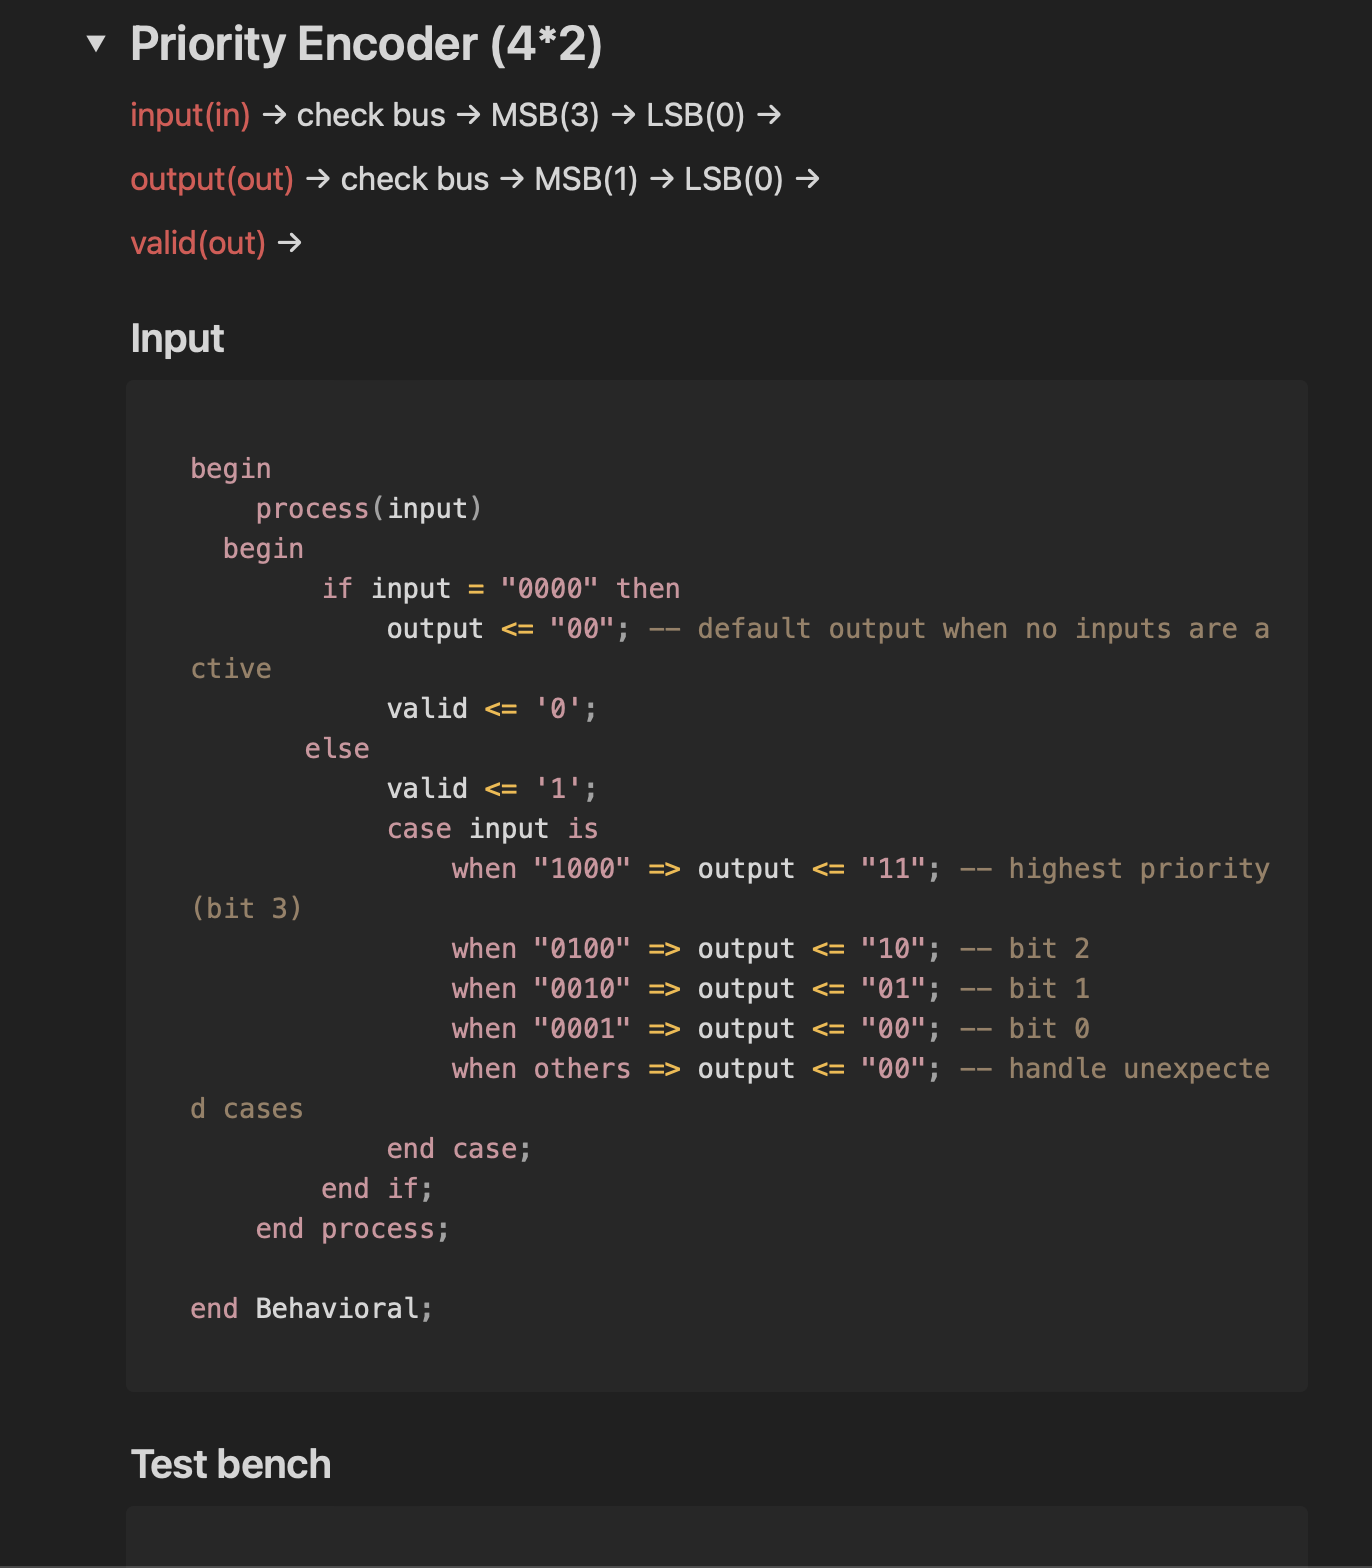 ▼ Priority Encoder (4*2)
input(in) → check bus → MSB(3) → LSB(0) →
output(out) → check bus → MSB(1) → LSB(0) →
valid(out) →
Input
begin
    process(input)
  begin
        if input = "0000" then
            output <= "00"; -- default output when no inputs are a
ctive
            valid <= '0';
       else
            valid <= '1';
            case input is
                when "1000" => output <= "11"; -- highest priority
(bit 3)
                when "0100" => output <= "10"; -- bit 2
                when "0010" => output <= "01"; -- bit 1
                when "0001" => output <= "00"; -- bit 0
                when others => output <= "00"; -- handle unexpecte
d cases
            end case;
        end if;
    end process;
end Behavioral;
Test bench